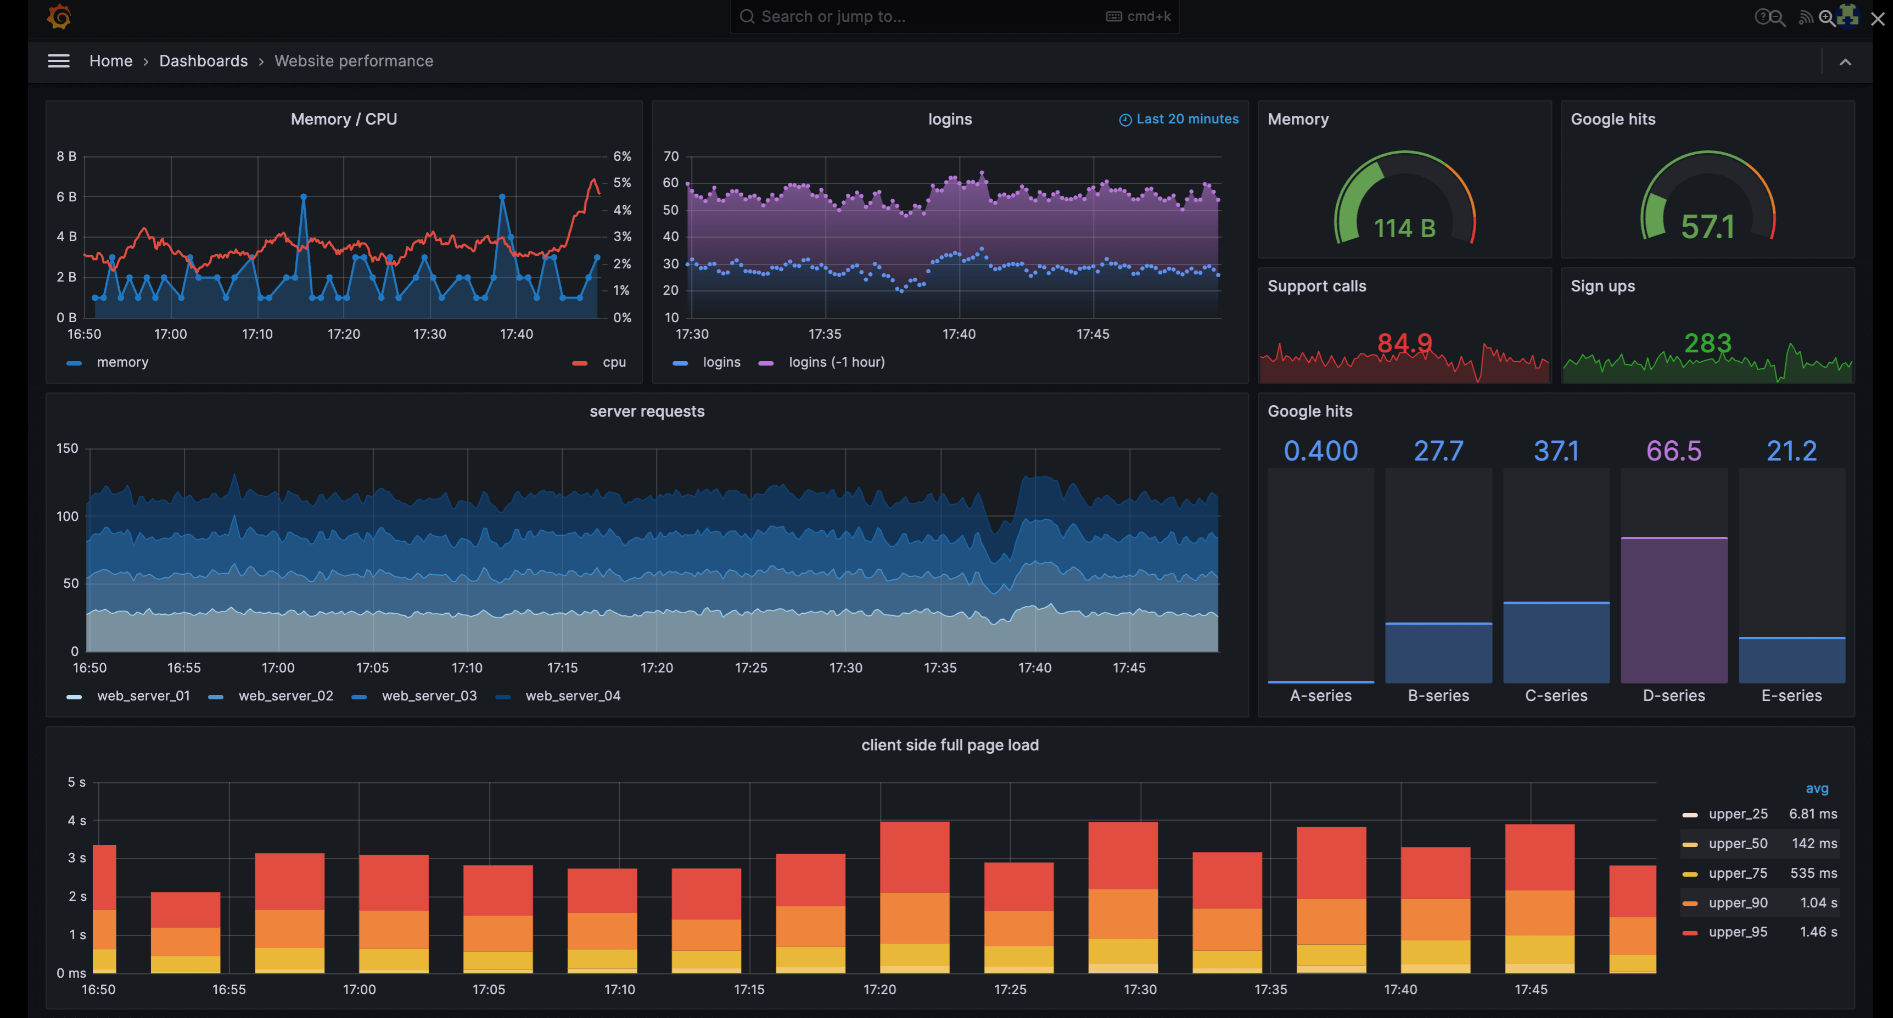 Search or jump to...
cmd+k
Home › Dashboards › Website performance
Memory / CPU
8 B
6 B
4 B
2 B
0 B
6%
5%
4%
3%
2%
1%
0%
16:50 17:00 17:10 17:20 17:30 17:40
memory
cpu
logins
Last 20 minutes
70
60
50
40
30
20
10
17:30 17:35 17:40 17:45
logins logins (-1 hour)
Memory
114 B
Google hits
57.1
Support calls
84.9
Sign ups
283
server requests
150
100
50
0
16:50 16:55 17:00 17:05 17:10 17:15 17:20 17:25 17:30 17:35 17:40 17:45
web_server_01 web_server_02 web_server_03 web_server_04
Google hits
0.400 27.7 37.1 66.5 21.2
A-series B-series C-series D-series E-series
client side full page load
5 s
4 s
3 s
2 s
1 s
0 ms
16:50 16:55 17:00 17:05 17:10 17:15 17:20 17:25 17:30 17:35 17:40 17:45
avg
upper_25 6.81 ms
upper_50 142 ms
upper_75 535 ms
upper_90 1.04 s
upper_95 1.46 s